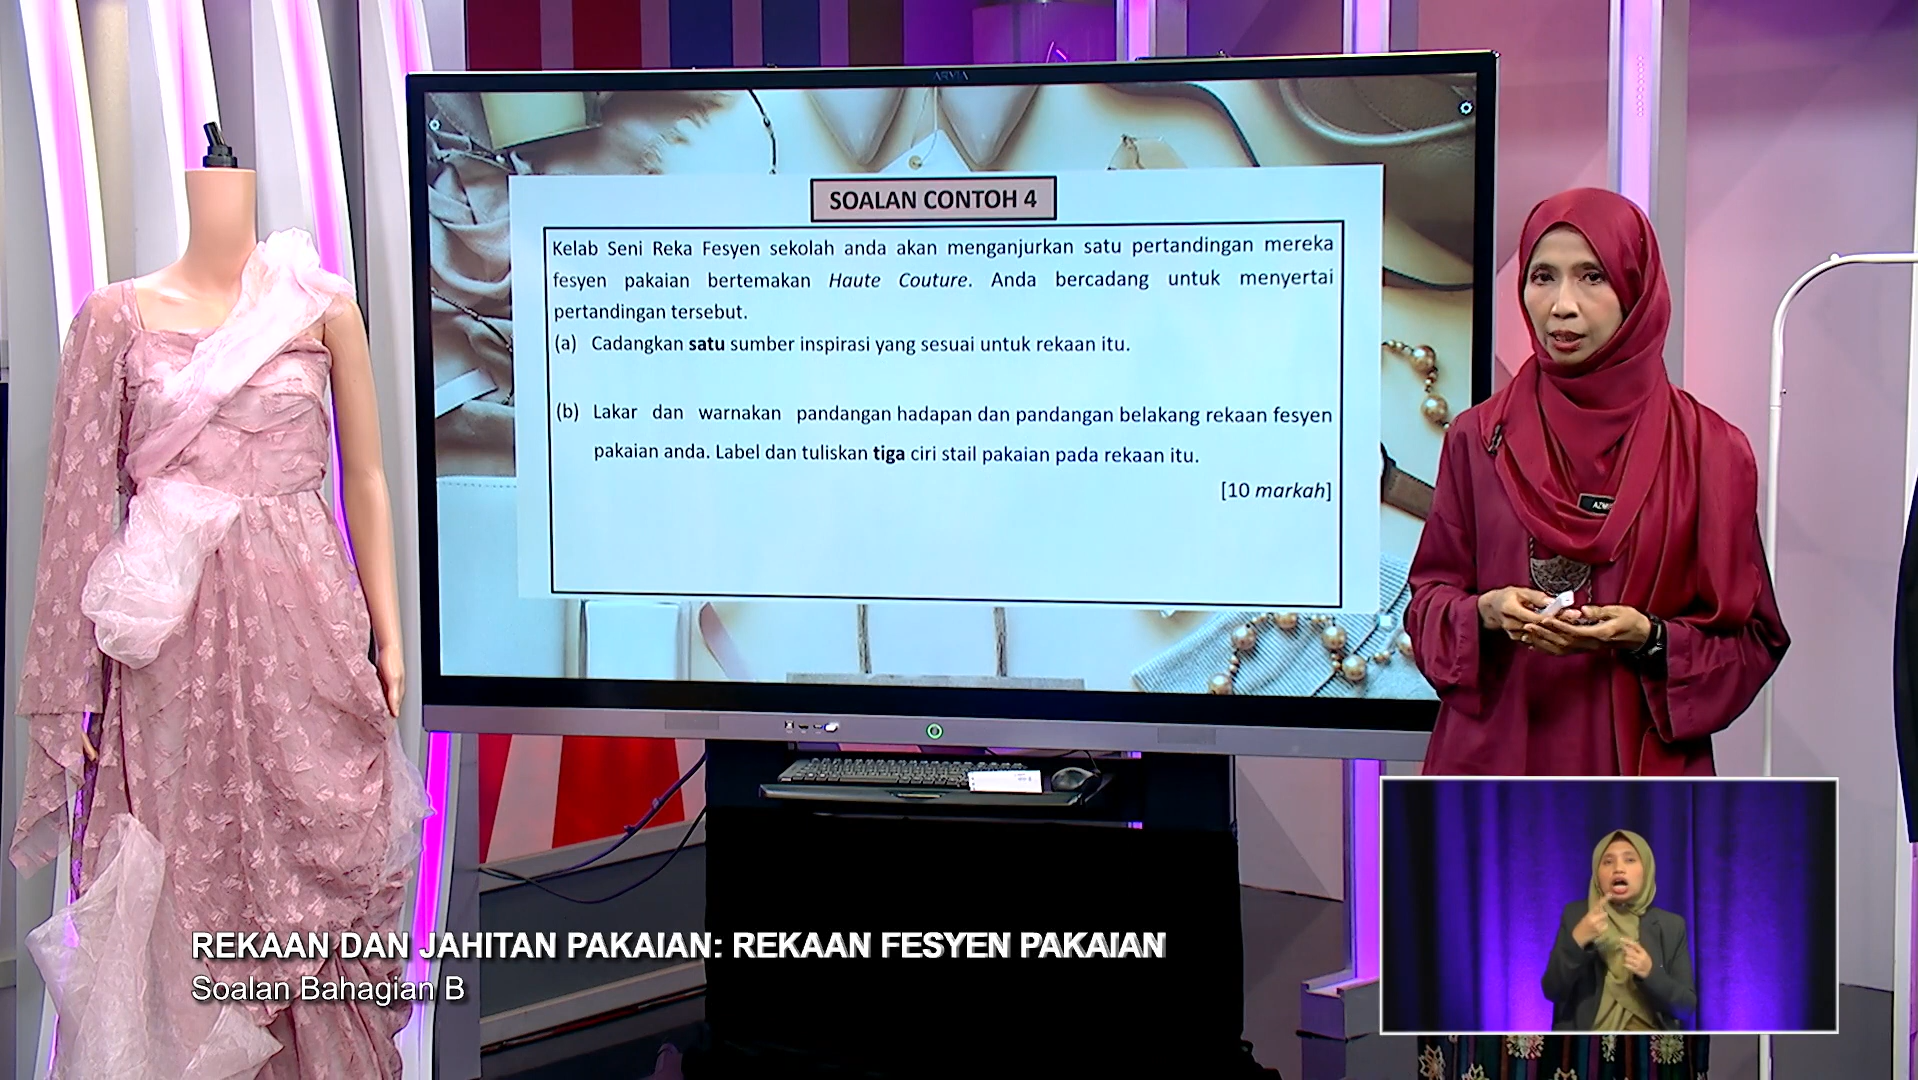 ARVIA
SOALAN CONTOH 4
Kelab Seni Reka Fesyen sekolah anda akan menganjurkan satu pertandingan mereka
fesyen pakaian bertemakan Haute Couture. Anda bercadang untuk menyertai
pertandingan tersebut.
(a) Cadangkan satu sumber inspirasi yang sesuai untuk rekaan itu.
(b) Lakar dan warnakan pandangan hadapan dan pandangan belakang rekaan fesyen
pakaian anda. Label dan tuliskan tiga ciri stail pakaian pada rekaan itu.
[10 markah]
REKAAN DAN JAHITAN PAKAIAN: REKAAN FESYEN PAKAIAN
Soalan Bahagian B